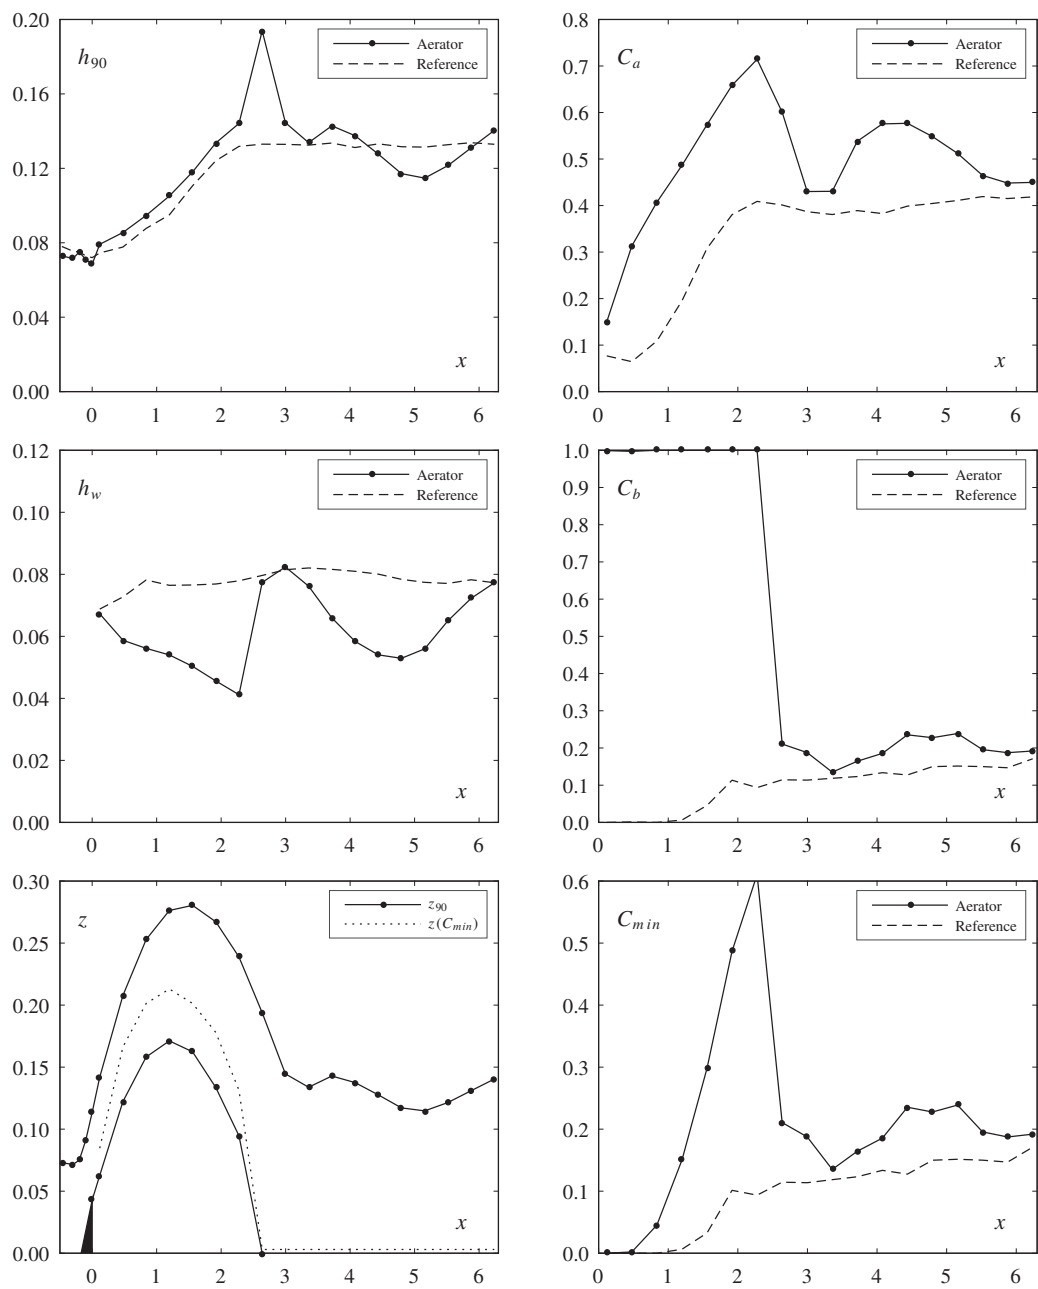 0.20
h90
Aerator
Reference
0.16
0.12
0.08
0.04
x
0.00
0 1 2 3 4 5 6
0.8
Ca
Aerator
Reference
0.7
0.6
0.5
0.4
0.3
0.2
0.1
x
0.0
0 1 2 3 4 5 6
0.12
hw
Aerator
Reference
0.10
0.08
0.06
0.04
0.02
x
0.00
0 1 2 3 4 5 6
1.0
Cb
Aerator
Reference
0.9
0.8
0.7
0.6
0.5
0.4
0.3
0.2
0.1
x
0.0
0 1 2 3 4 5 6
0.30
z
z90
z(Cmin)
0.25
0.20
0.15
0.10
0.05
x
0.00
0 1 2 3 4 5 6
0.6
Cmin
Aerator
Reference
0.5
0.4
0.3
0.2
0.1
x
0.0
0 1 2 3 4 5 6